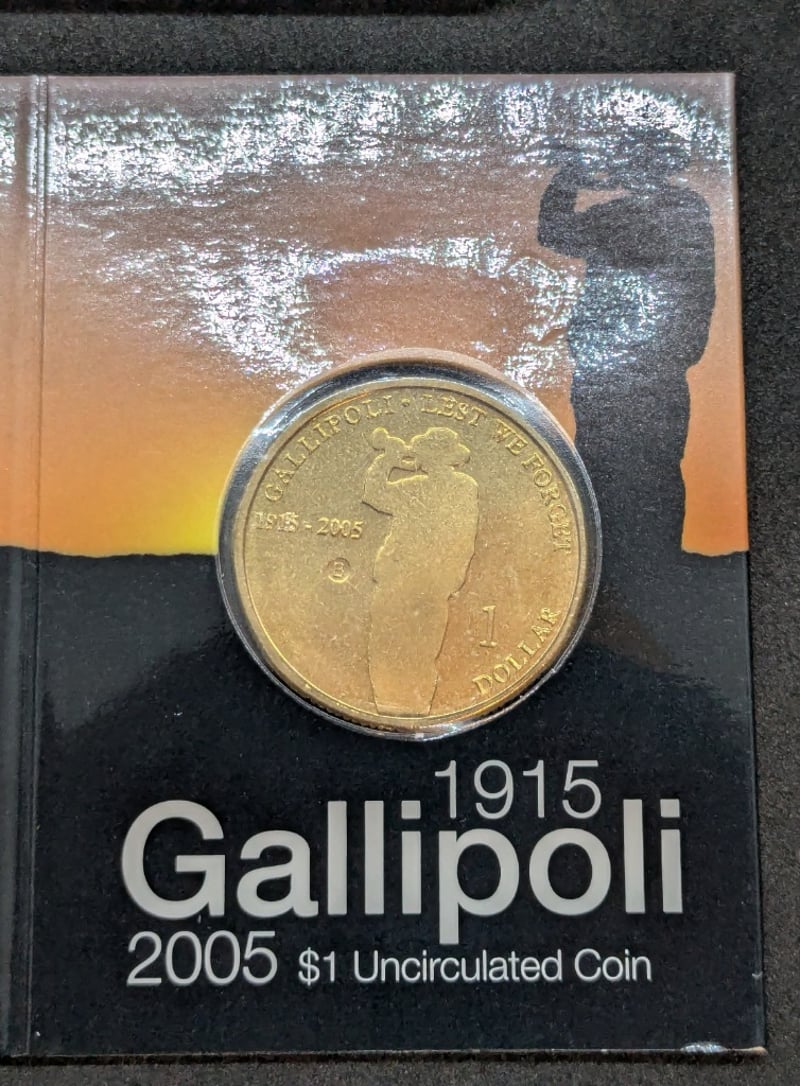 GALLIPOLI • LEST WE FORGET
1915 - 2005
B
1
DOLLAR
1915
Gallipoli
2005 $1 Uncirculated Coin